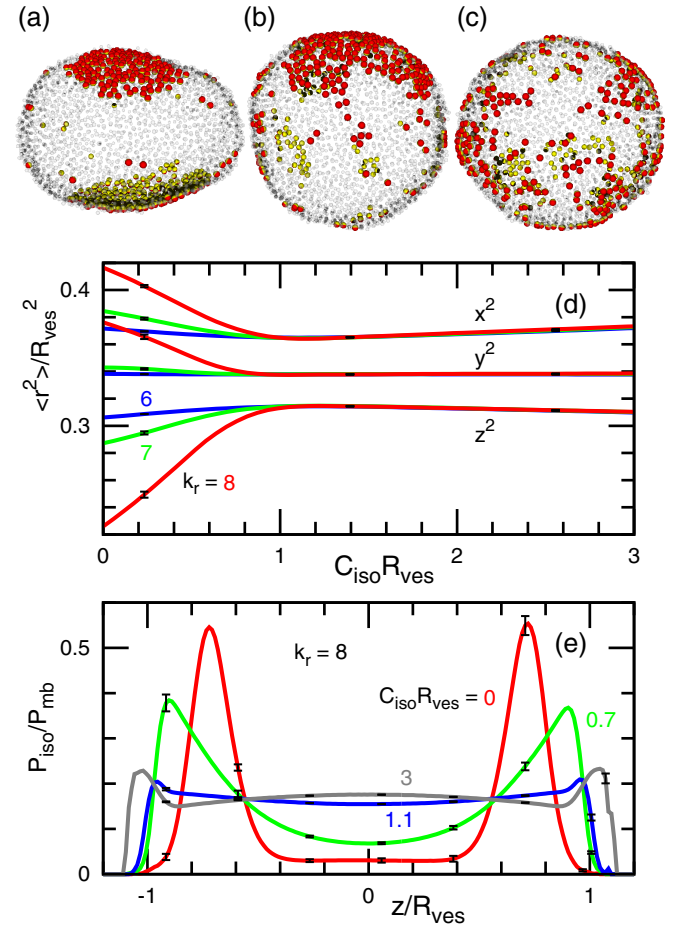 (a) (b) (c)
(d)
<r²>/R_ves²
0.4
0.3
x²
y²
z²
6
7
k_r = 8
0 1 2 3
C_iso R_ves
(e)
P_iso/P_mb
0.5
0
k_r = 8
C_iso R_ves = 0
0.7
3
1.1
-1 0 1
z/R_ves